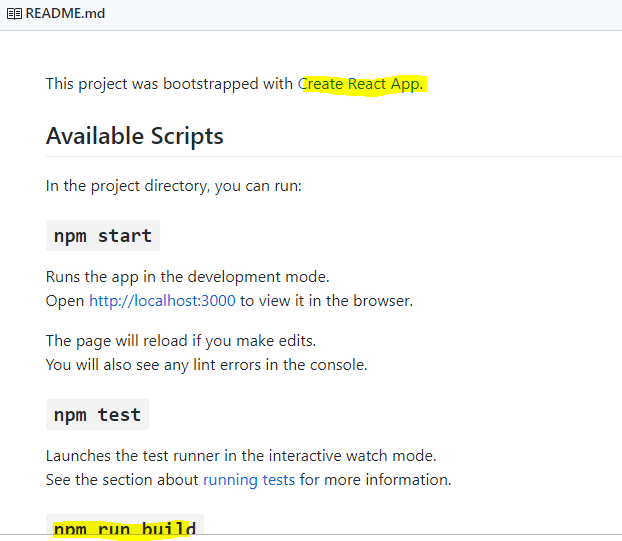 README.md
This project was bootstrapped with Create React App.
Available Scripts
In the project directory, you can run:
npm start
Runs the app in the development mode.
Open http://localhost:3000 to view it in the browser.
The page will reload if you make edits.
You will also see any lint errors in the console.
npm test
Launches the test runner in the interactive watch mode.
See the section about running tests for more information.
npm run build